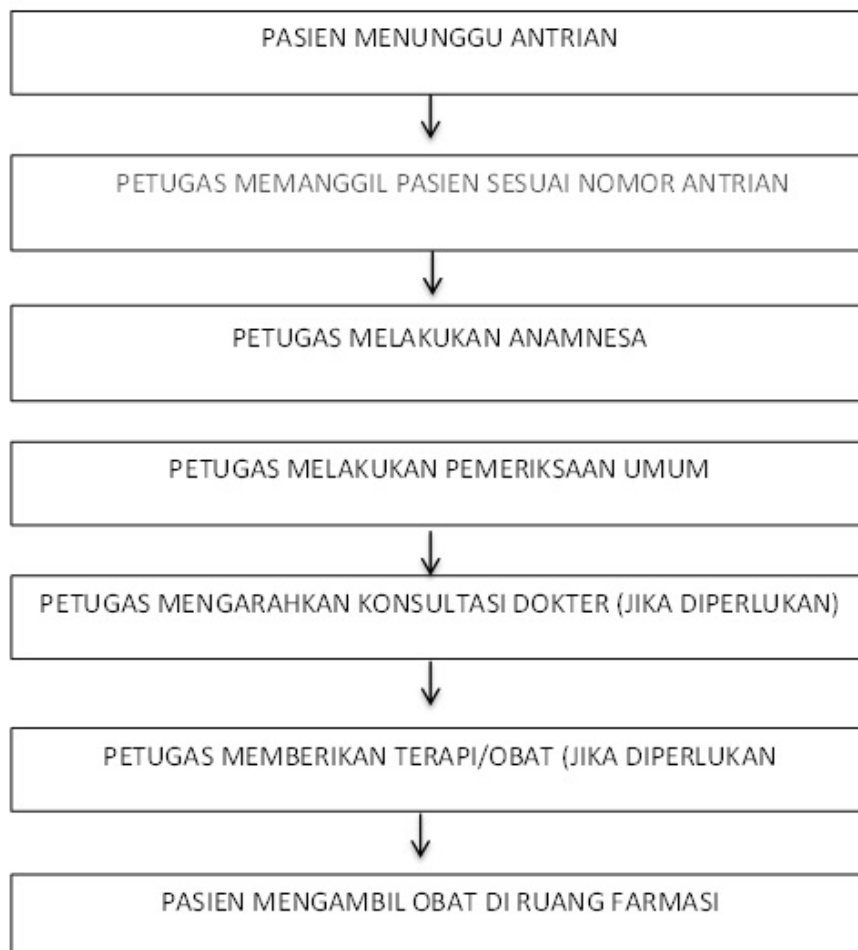 PASIEN MENUNGGU ANTRIAN
PETUGAS MEMANGGIL PASIEN SESUAI NOMOR ANTRIAN
PETUGAS MELAKUKAN ANAMNESA
PETUGAS MELAKUKAN PEMERIKSAAN UMUM
PETUGAS MENGARAHKAN KONSULTASI DOKTER (JIKA DIPERLUKAN)
PETUGAS MEMBERIKAN TERAPI/OBAT (JIKA DIPERLUKAN
PASIEN MENGAMBIL OBAT DI RUANG FARMASI